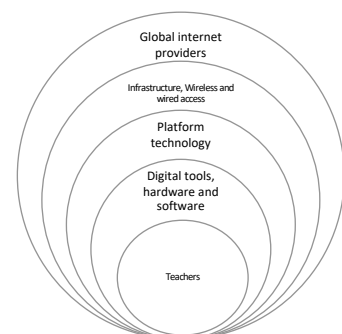 Global internet
providers
Infrastructure, Wireless and
wired access
Platform
technology
Digital tools,
hardware and
software
Teachers